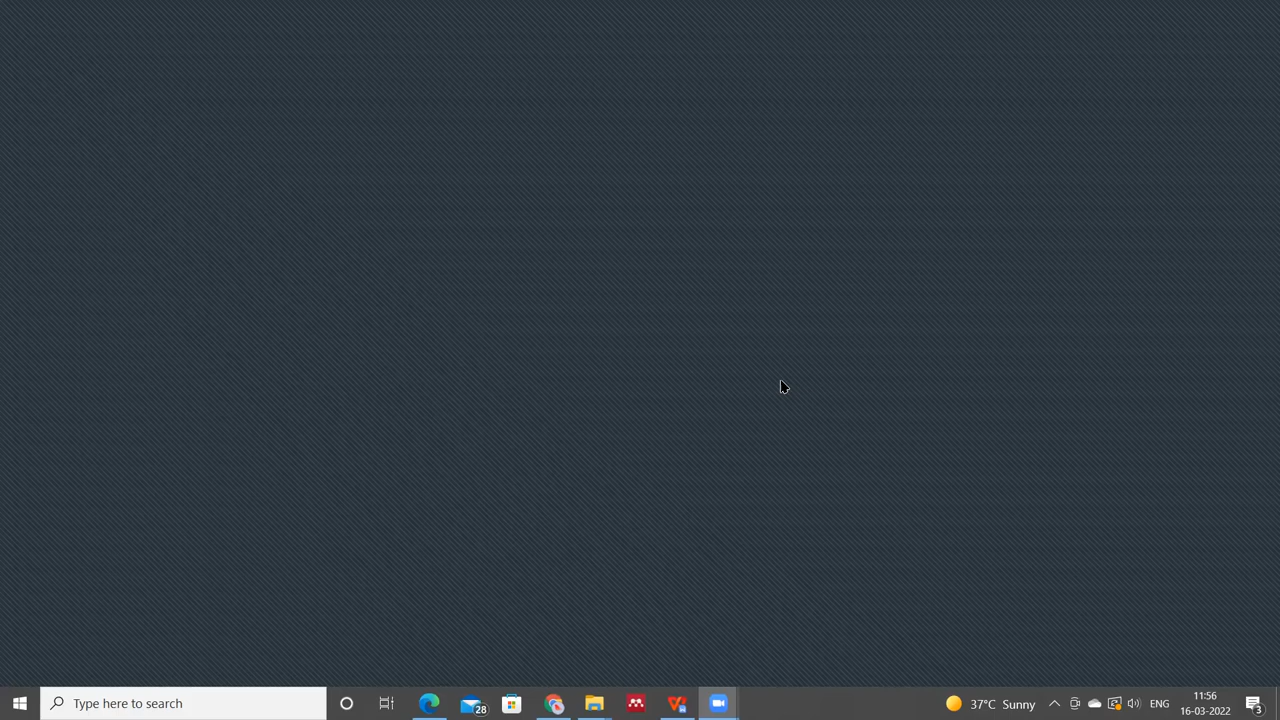 Type here to search
28
37°C Sunny
ENG
11:56
16-03-2022
3